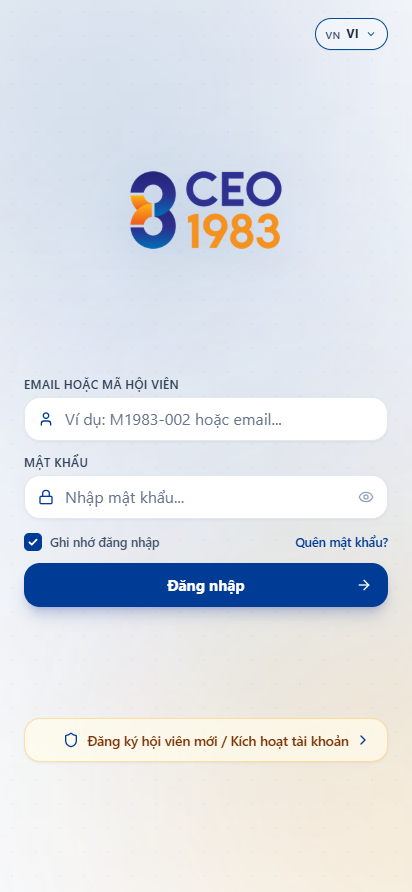 VN VI
CEO
1983
EMAIL HOẶC MÃ HỘI VIÊN
Ví dụ: M1983-002 hoặc email...
MẬT KHẨU
Nhập mật khẩu...
Ghi nhớ đăng nhập
Quên mật khẩu?
Đăng nhập
Đăng ký hội viên mới / Kích hoạt tài khoản